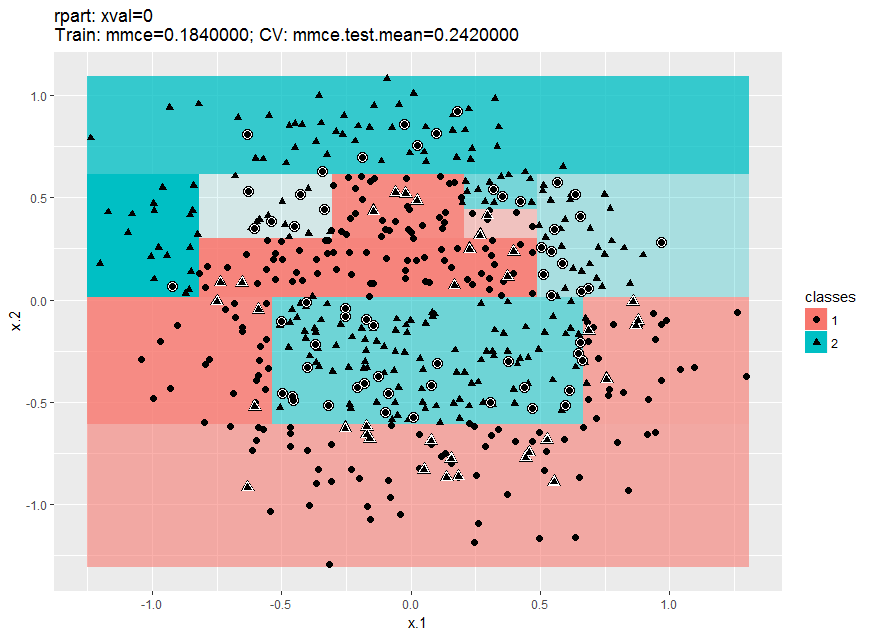 rpart: xval=0
Train: mmce=0.1840000; CV: mmce.test.mean=0.2420000
1.0
0.5
0.0
-0.5
-1.0
x.2
-1.0 -0.5 0.0 0.5 1.0
x.1
classes
1
2